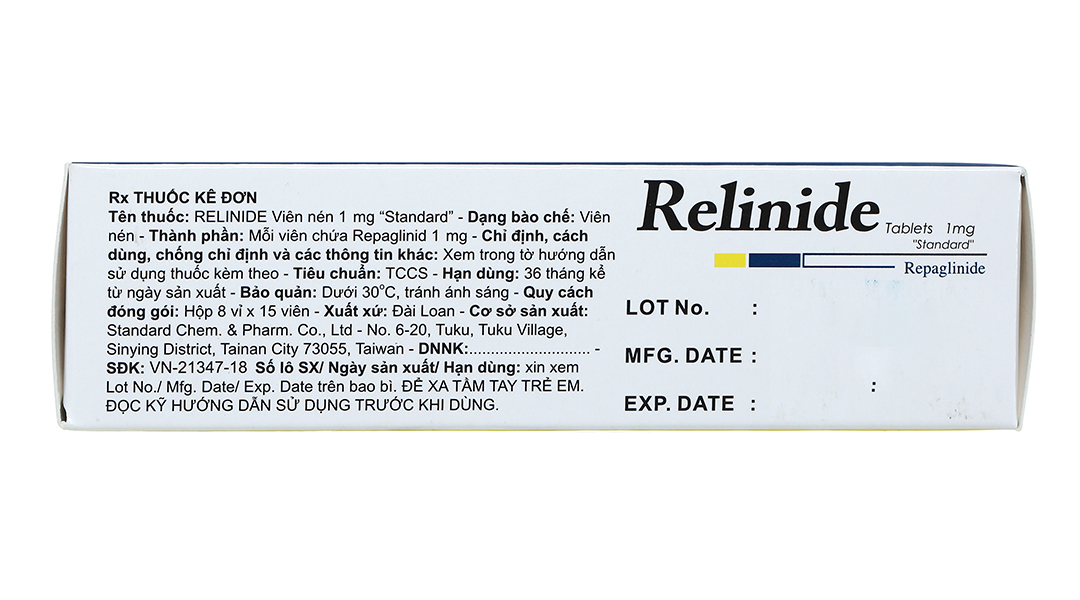 Rx THUỐC KÊ ĐƠN
Tên thuốc: RELINIDE Viên nén 1 mg “Standard” - Dạng bào chế: Viên
nén - Thành phần: Mỗi viên chứa Repaglinid 1 mg - Chỉ định, cách
dùng, chống chỉ định và các thông tin khác: Xem trong tờ hướng dẫn
sử dụng thuốc kèm theo - Tiêu chuẩn: TCCS - Hạn dùng: 36 tháng kể
từ ngày sản xuất - Bảo quản: Dưới 30°C, tránh ánh sáng - Quy cách
đóng gói: Hộp 8 vỉ x 15 viên - Xuất xứ: Đài Loan - Cơ sở sản xuất:
Standard Chem. & Pharm. Co., Ltd - No. 6-20, Tuku, Tuku Village,
Sinying District, Tainan City 73055, Taiwan - DNNK:............................ -
SĐK: VN-21347-18 Số lô SX/ Ngày sản xuất/ Hạn dùng: xin xem
Lot No./ Mfg. Date/ Exp. Date trên bao bì. ĐỂ XA TẦM TAY TRẺ EM.
ĐỌC KỸ HƯỚNG DẪN SỬ DỤNG TRƯỚC KHI DÙNG.
Relinide Tablets 1mg
"Standard"
Repaglinide
LOT No. :
MFG. DATE :
:
EXP. DATE :